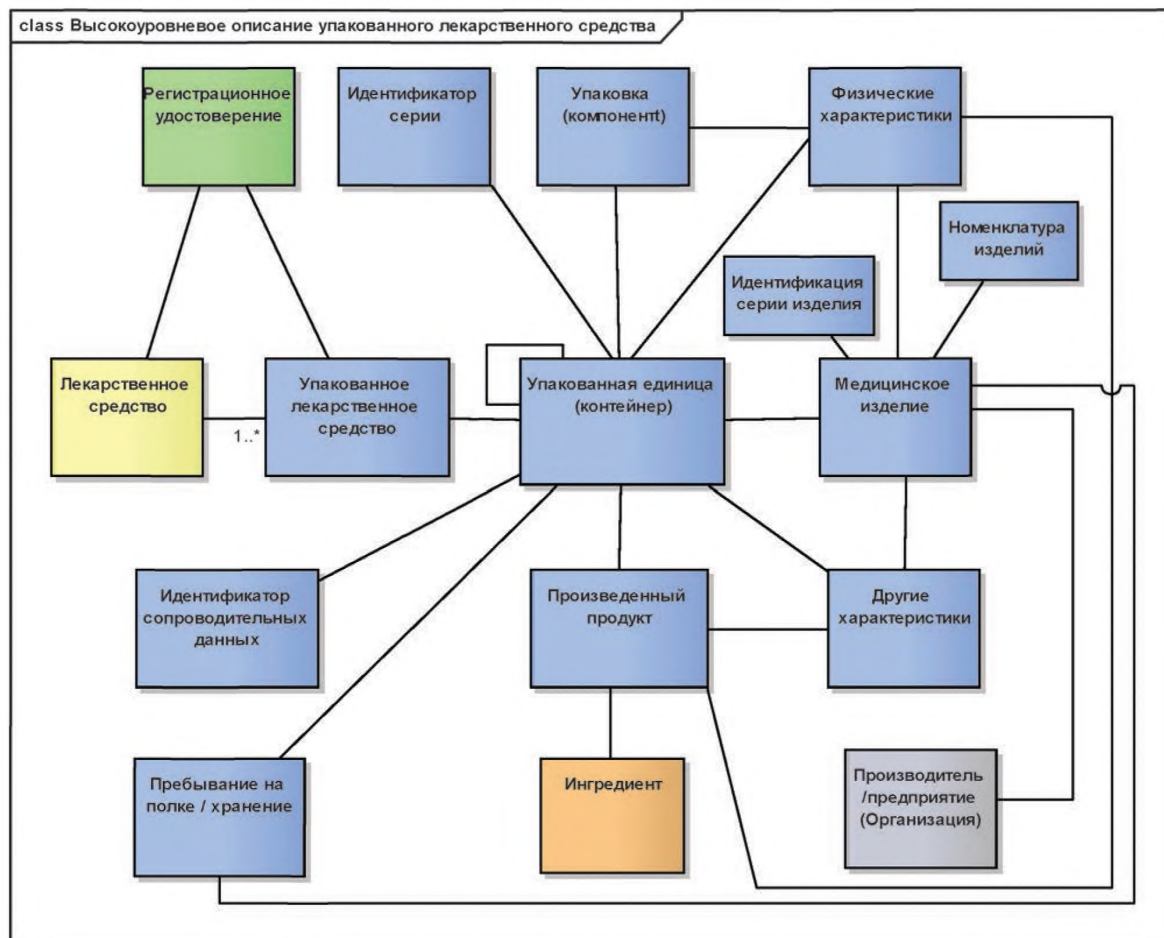 class Высокоуровневое описание упакованного лекарственного средства
Регистрационное
удостоверение
Идентификатор
серии
Упаковка
(компонент)
Физические
характеристики
Номенклатура
изделий
Идентификация
серии изделия
Лекарственное
средство
1..*
Упакованное
лекарственное
средство
Упакованная единица
(контейнер)
Медицинское
изделие
Идентификатор
сопроводительных
данных
Произведенный
продукт
Другие
характеристики
Пребывание на
полке / хранение
Ингредиент
Производитель
/предприятие
(Организация)